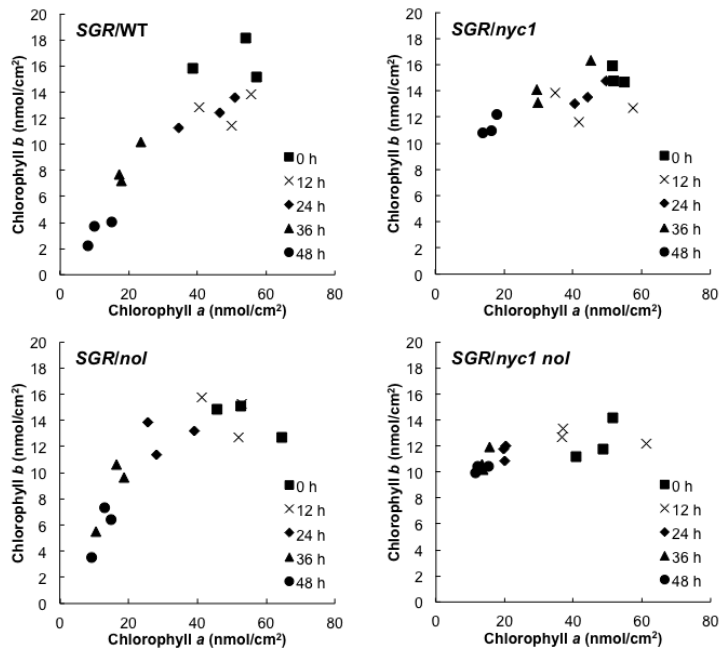 SGR/WT
20
18
16
14
12
10
8
6
4
2
0
Chlorophyll b (nmol/cm²)
0 h
12 h
24 h
36 h
48 h
0 20 40 60 80
Chlorophyll a (nmol/cm²)
SGR/nyc1
20
18
16
14
12
10
8
6
4
2
0
Chlorophyll b (nmol/cm²)
0 h
12 h
24 h
36 h
48 h
0 20 40 60 80
Chlorophyll a (nmol/cm²)
SGR/nol
20
18
16
14
12
10
8
6
4
2
0
Chlorophyll b (nmol/cm²)
0 h
12 h
24 h
36 h
48 h
0 20 40 60 80
Chlorophyll a (nmol/cm²)
SGR/nyc1 nol
20
18
16
14
12
10
8
6
4
2
0
Chlorophyll b (nmol/cm²)
0 h
12 h
24 h
36 h
48 h
0 20 40 60 80
Chlorophyll a (nmol/cm²)